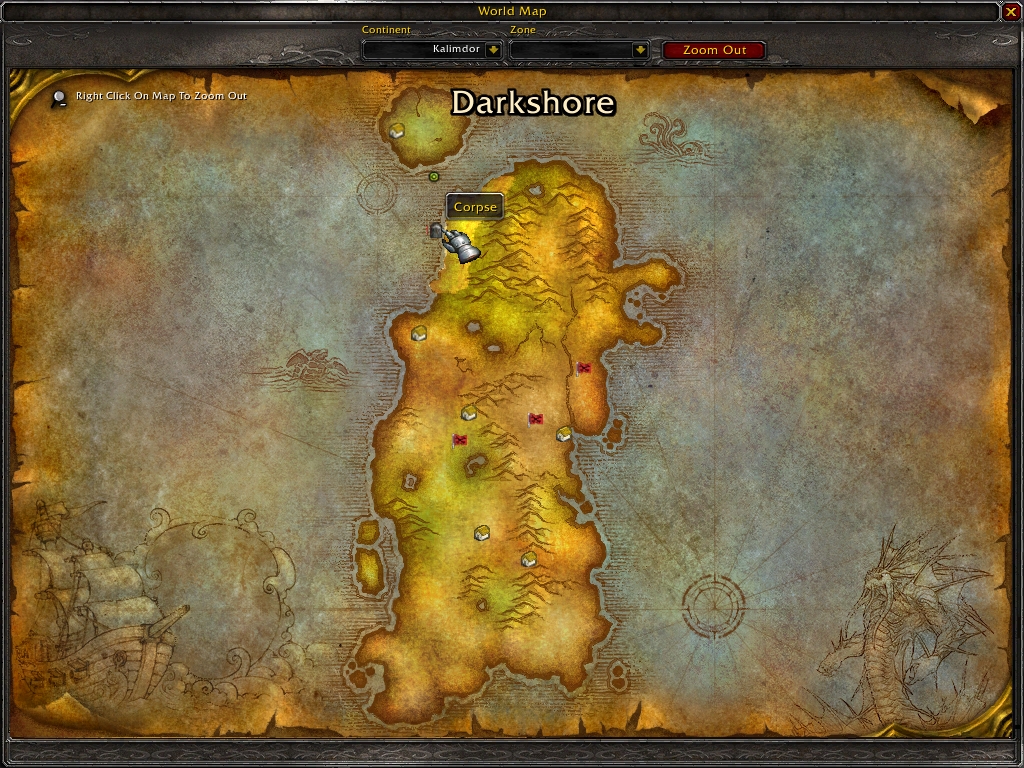 World Map
Continent
Zone
Kalimdor
Zoom Out
Right Click On Map To Zoom Out
Darkshore
Corpse